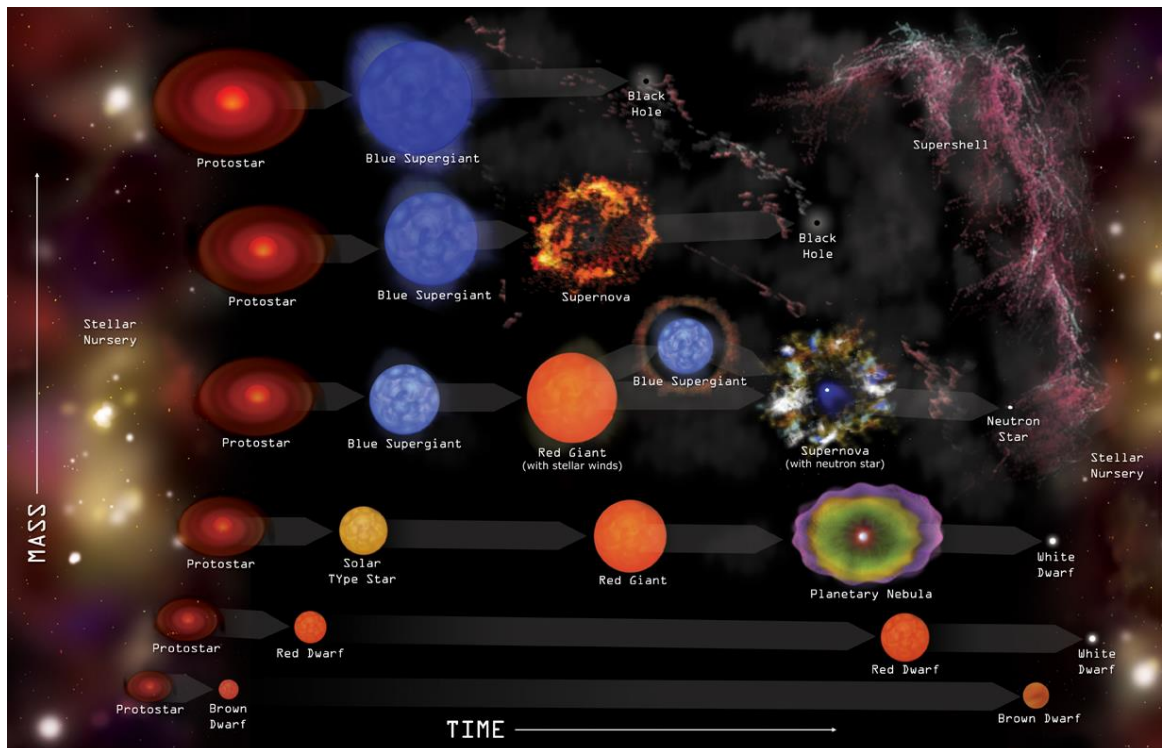 Protostar
Blue Supergiant
Black
Hole
Supershell
Protostar
Blue Supergiant
Supernova
Black
Hole
Stellar
Nursery
Protostar
Blue Supergiant
Red Giant
(with stellar winds)
Blue Supergiant
Supernova
(with neutron star)
Neutron
Star
Stellar
Nursery
MASS
Protostar
Solar
TYpe Star
Red Giant
Planetary Nebula
White
Dwarf
Protostar
Red Dwarf
Red Dwarf
White
Dwarf
Protostar
Brown
Dwarf
Brown Dwarf
TIME